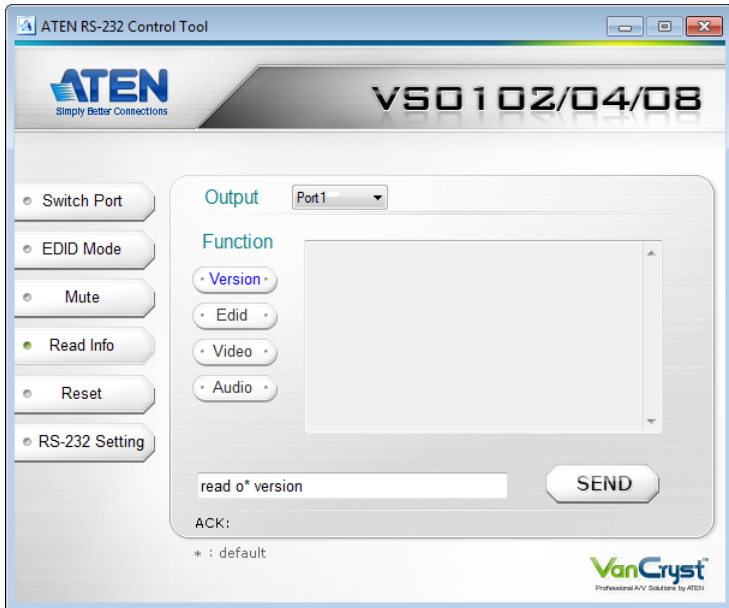 ATEN RS-232 Control Tool
ATEN
Simply Better Connections
VS0102/04/08
Switch Port
EDID Mode
Mute
Read Info
Reset
RS-232 Setting
Output
Port1
Function
Version
Edid
Video
Audio
read o* version
SEND
ACK:
* : default
VanCryst™
Professional A/V Solutions by ATEN